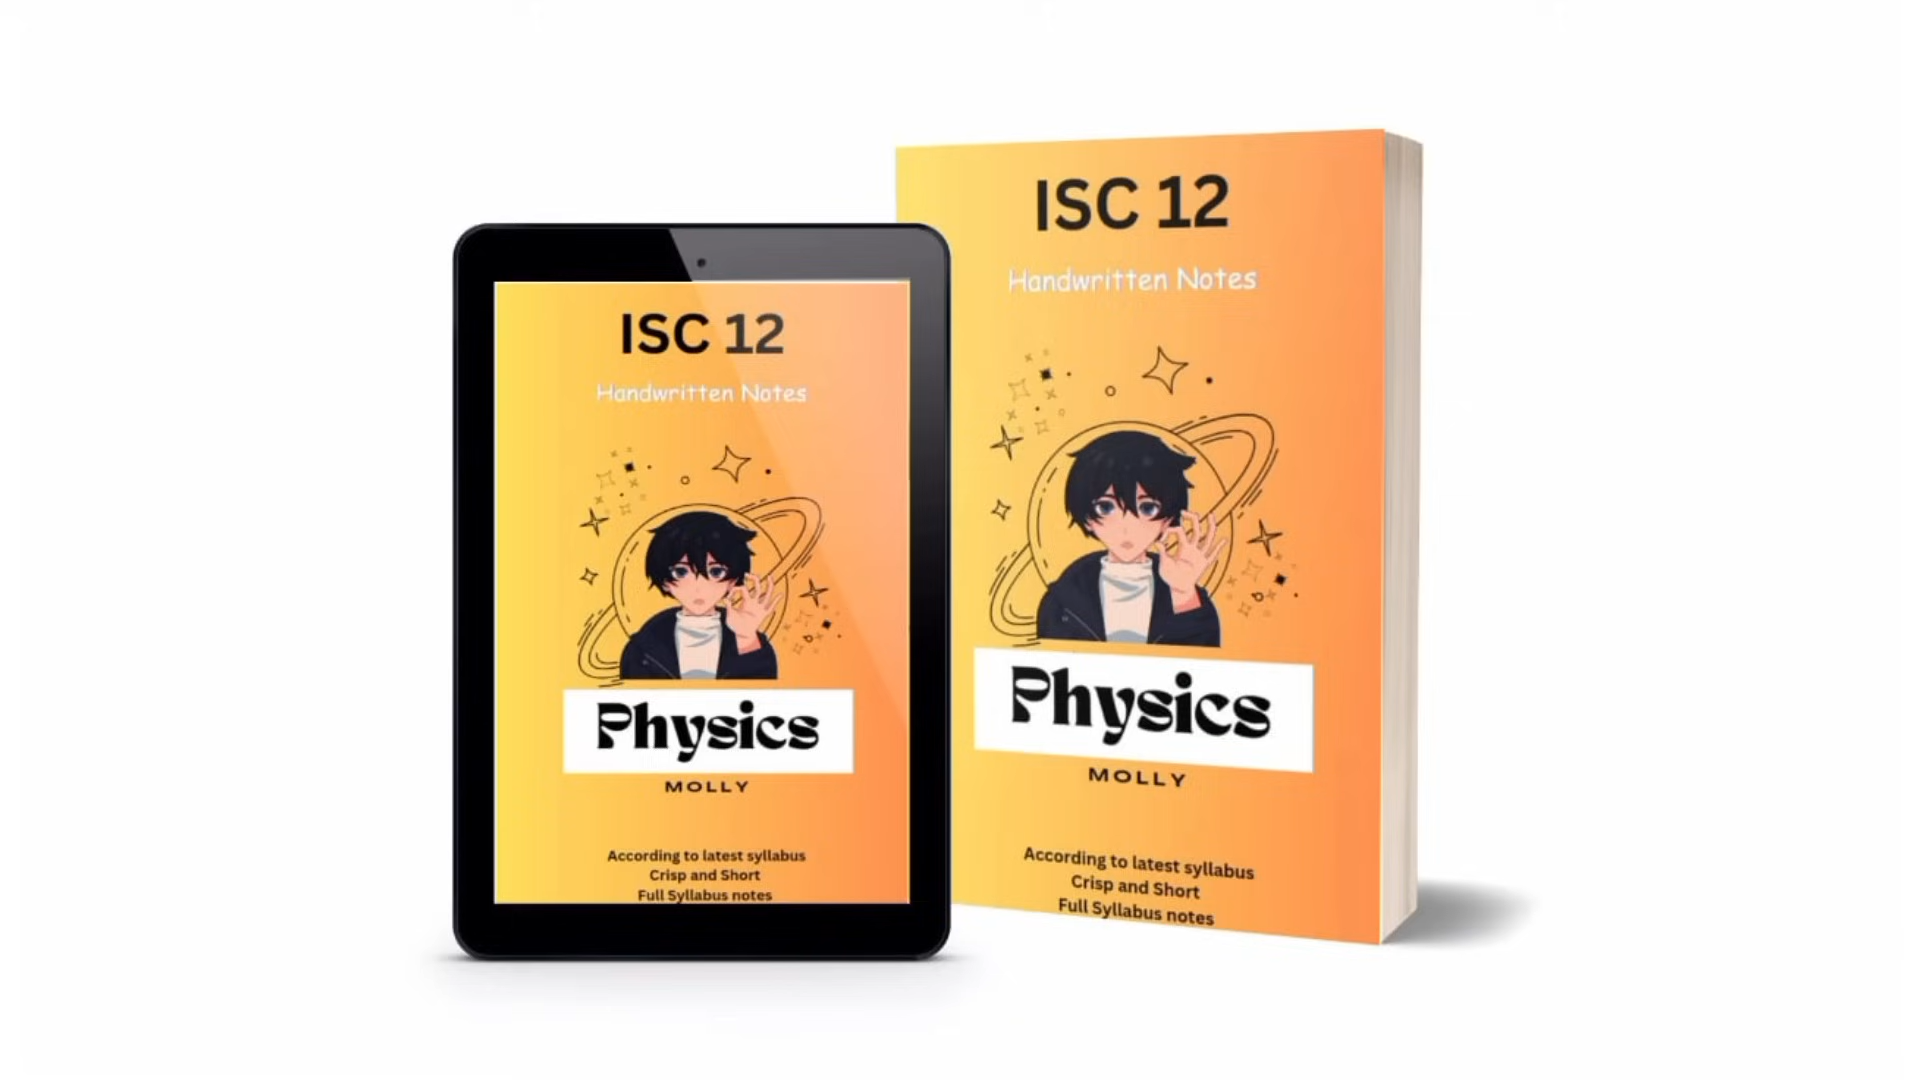 ISC 12
Handwritten Notes
Physics
MOLLY
According to latest syllabus
Crisp and Short
Full Syllabus notes
ISC 12
Handwritten Notes
Physics
MOLLY
According to latest syllabus
Crisp and Short
Full Syllabus notes